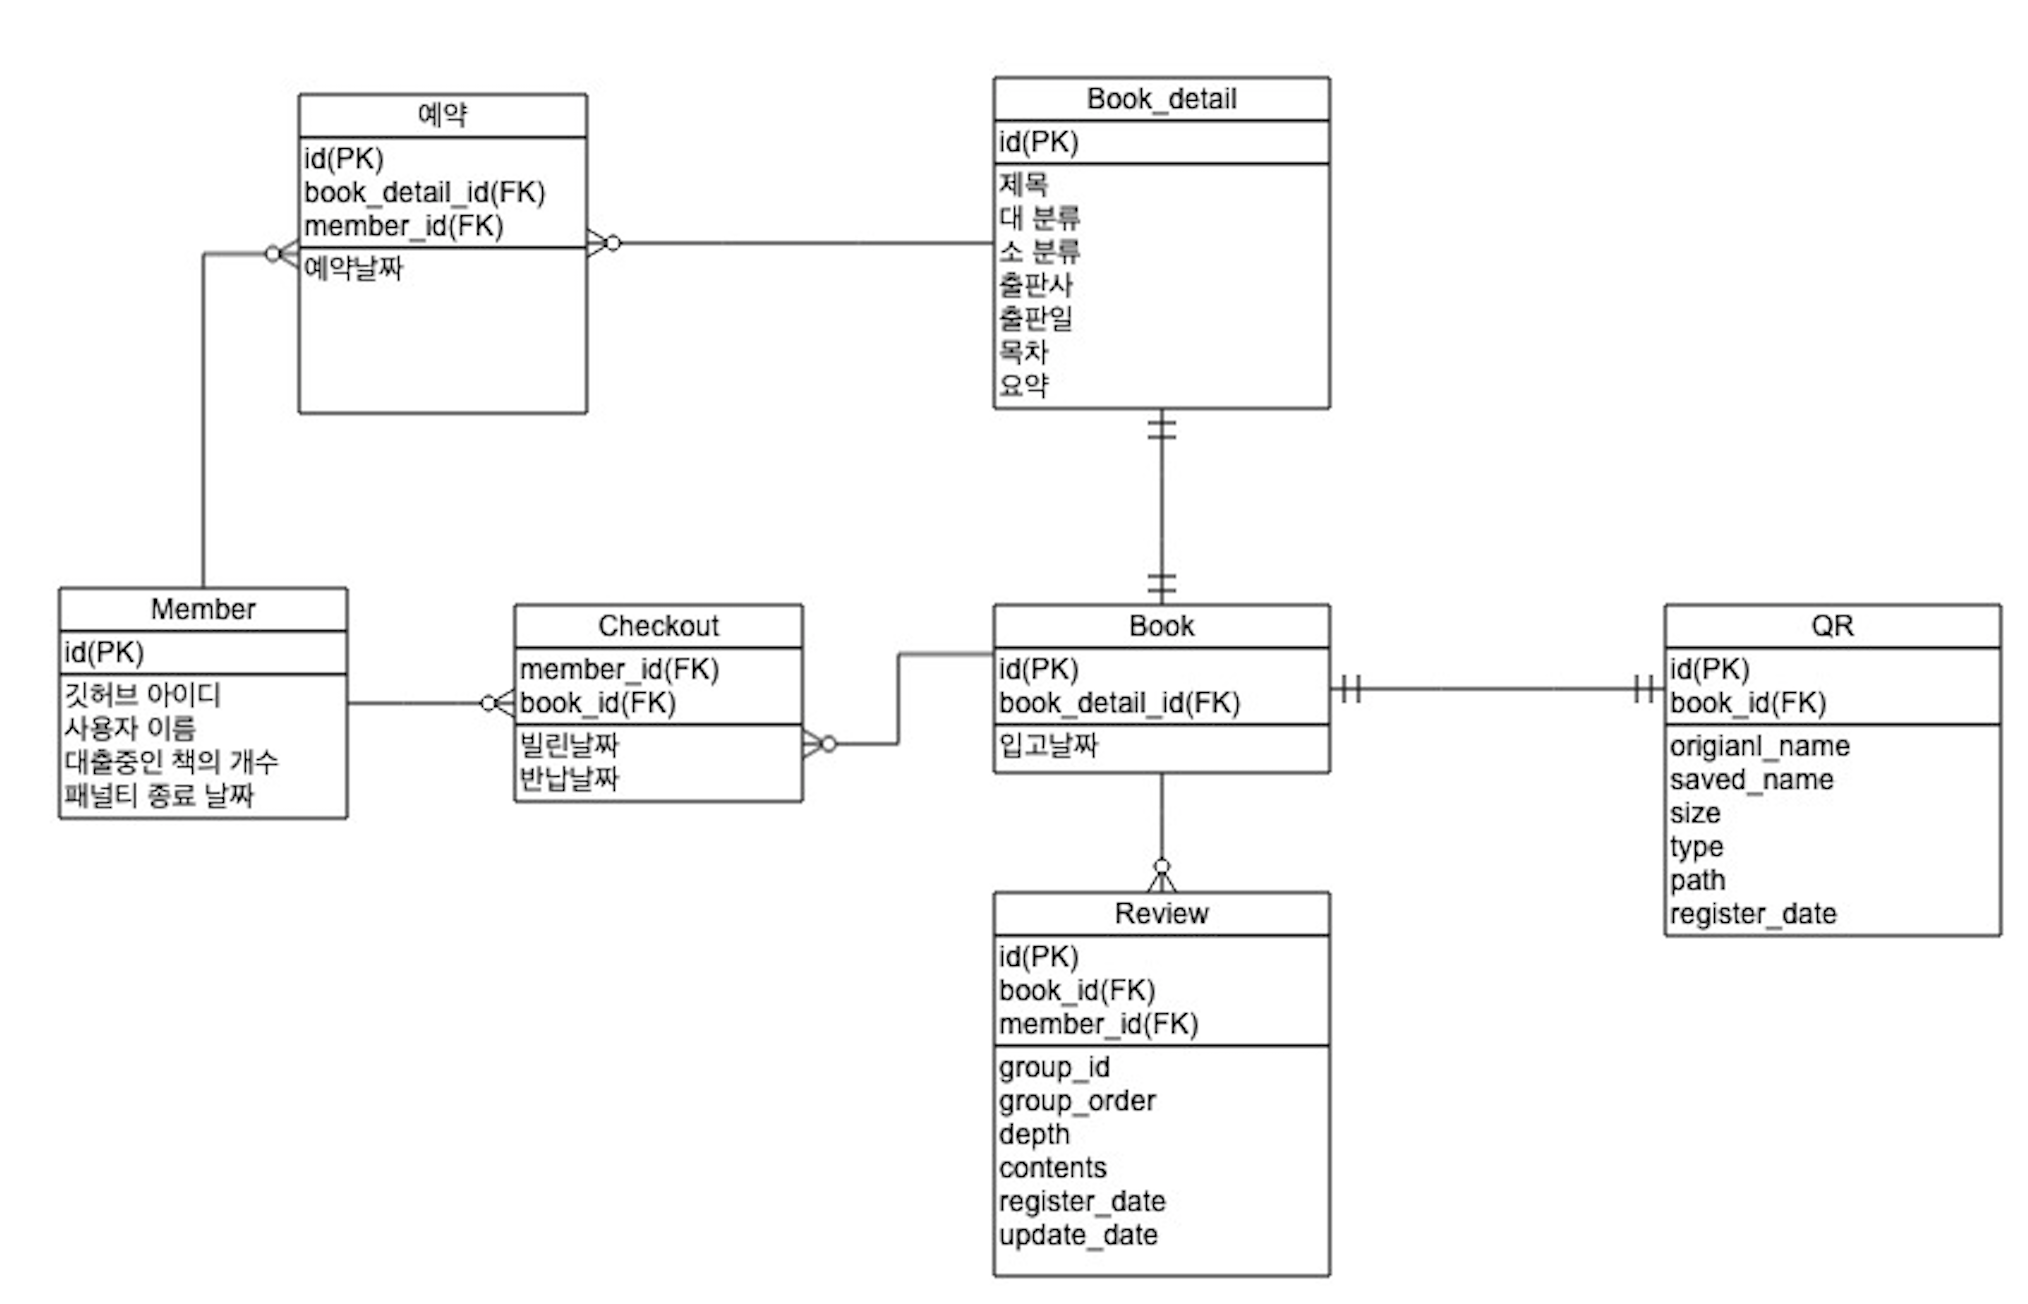 예약
id(PK)
book_detail_id(FK)
member_id(FK)
예약날짜
Book_detail
id(PK)
제목
대 분류
소 분류
출판사
출판일
목차
요약
Member
id(PK)
깃허브 아이디
사용자 이름
대출중인 책의 개수
패널티 종료 날짜
Checkout
member_id(FK)
book_id(FK)
빌린날짜
반납날짜
Book
id(PK)
book_detail_id(FK)
입고날짜
QR
id(PK)
book_id(FK)
origianl_name
saved_name
size
type
path
register_date
Review
id(PK)
book_id(FK)
member_id(FK)
group_id
group_order
depth
contents
register_date
update_date